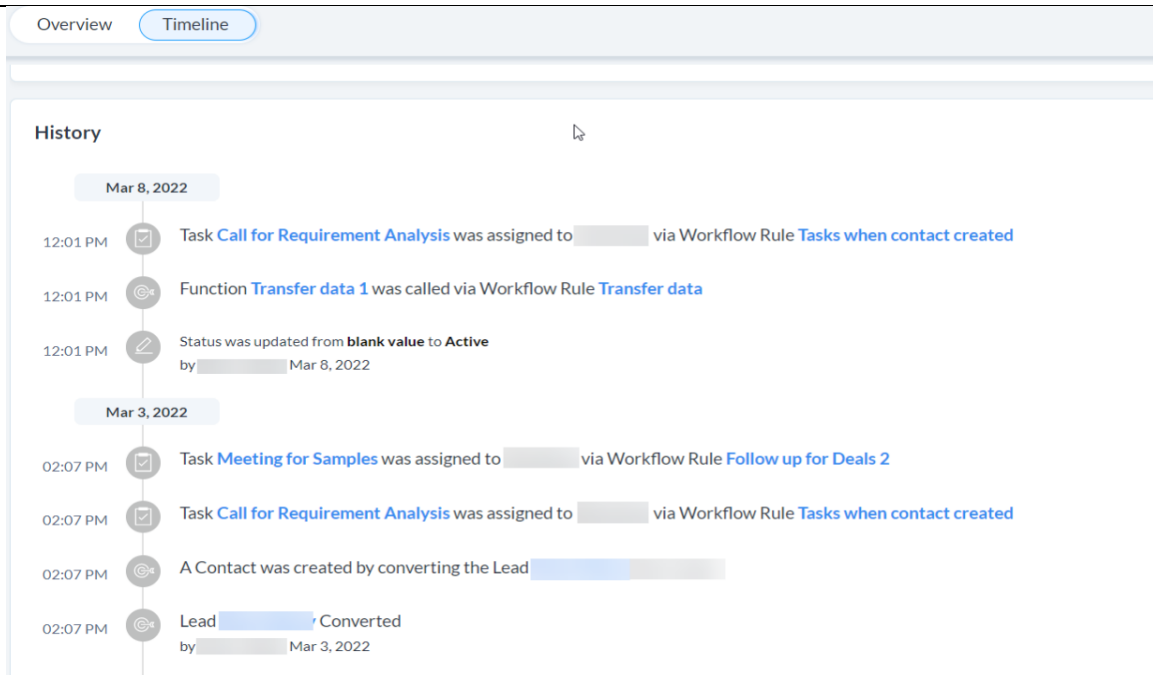 Overview Timeline
History
Mar 8, 2022
12:01 PM Task Call for Requirement Analysis was assigned to via Workflow Rule Tasks when contact created
12:01 PM Function Transfer data 1 was called via Workflow Rule Transfer data
12:01 PM Status was updated from blank value to Active
by Mar 8, 2022
Mar 3, 2022
02:07 PM Task Meeting for Samples was assigned to via Workflow Rule Follow up for Deals 2
02:07 PM Task Call for Requirement Analysis was assigned to via Workflow Rule Tasks when contact created
02:07 PM A Contact was created by converting the Lead
02:07 PM Lead Converted
by Mar 3, 2022